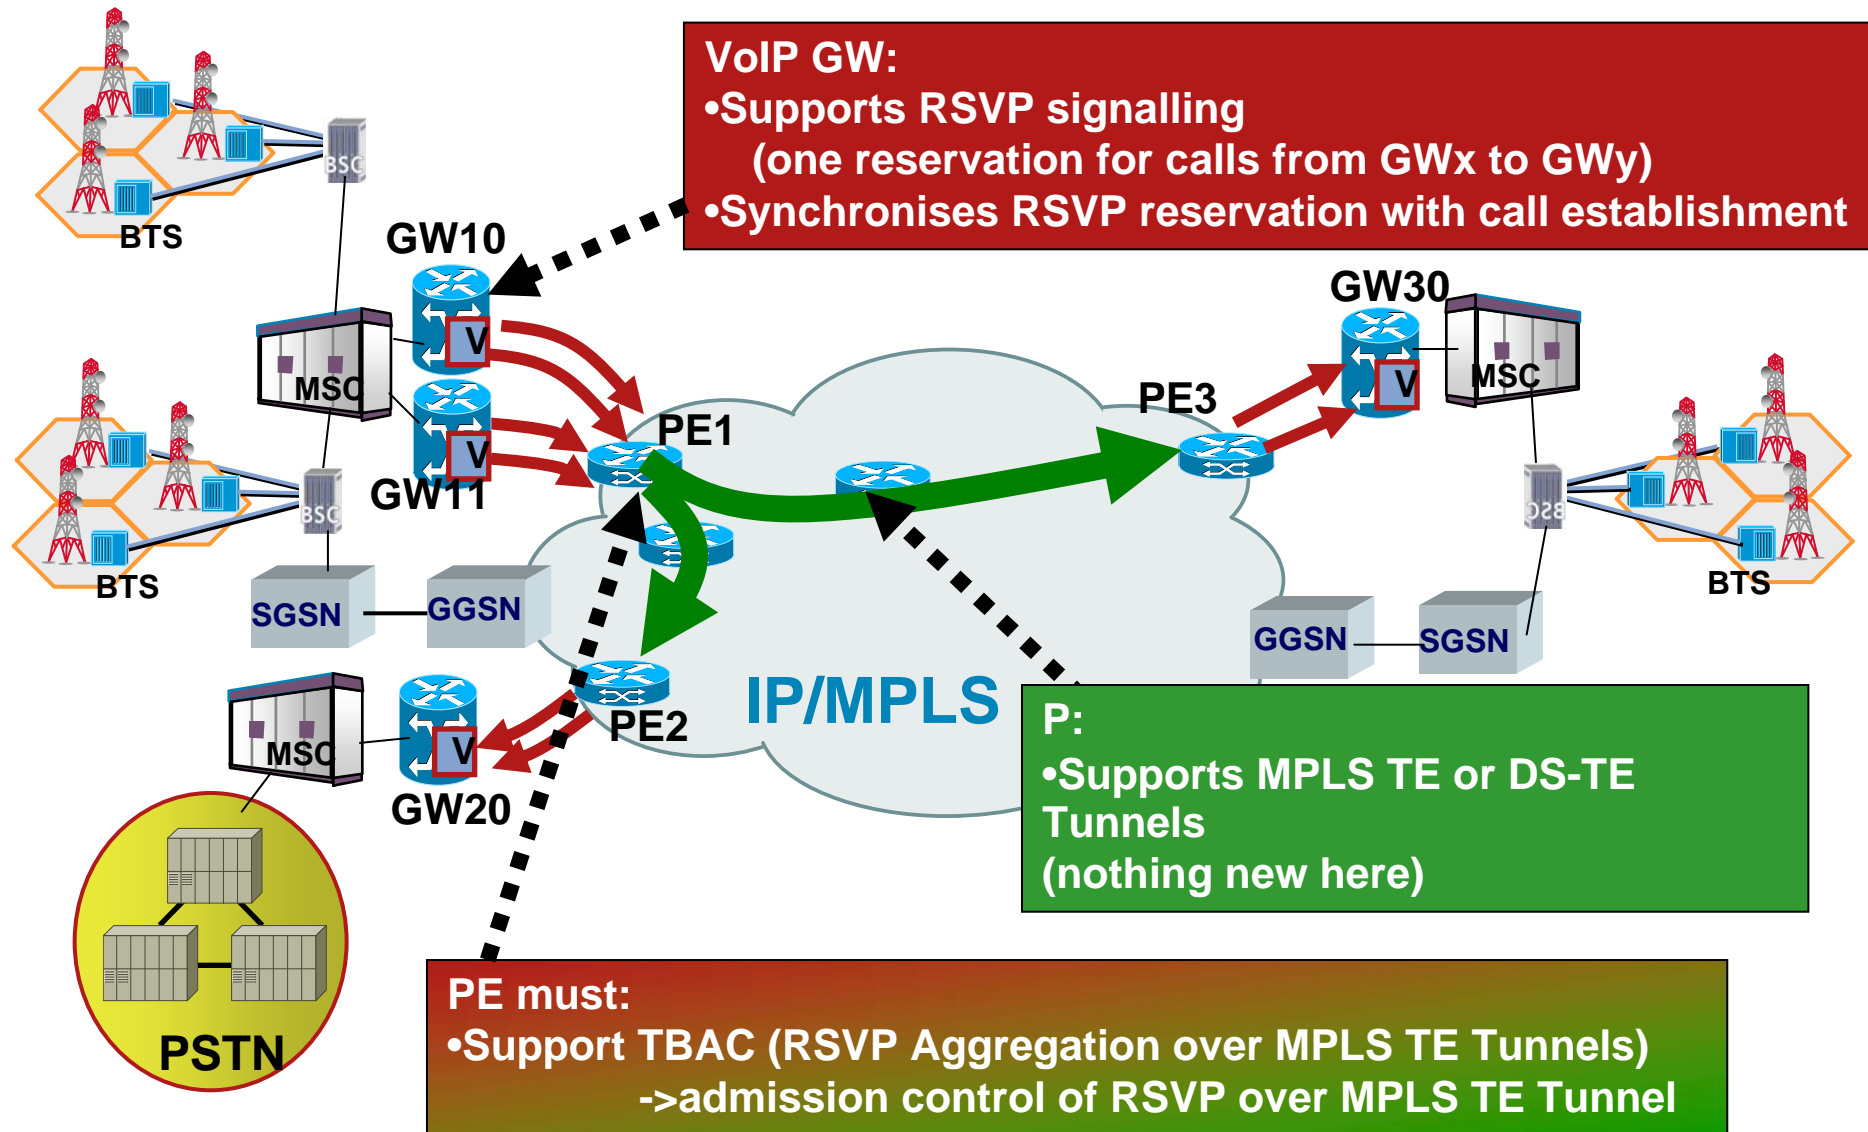 VoIP GW:
•Supports RSVP signalling
(one reservation for calls from GWx to GWy)
•Synchronises RSVP reservation with call establishment
BSC
BTS
GW10
V
MSC
GW11
V
PE1
PE3
GW30
V
MSC
BSC
BTS
BSC
BTS
SGSN
GGSN
GGSN
SGSN
IP/MPLS
PE2
MSC
V
GW20
P:
•Supports MPLS TE or DS-TE
Tunnels
(nothing new here)
PSTN
PE must:
•Support TBAC (RSVP Aggregation over MPLS TE Tunnels)
->admission control of RSVP over MPLS TE Tunnel